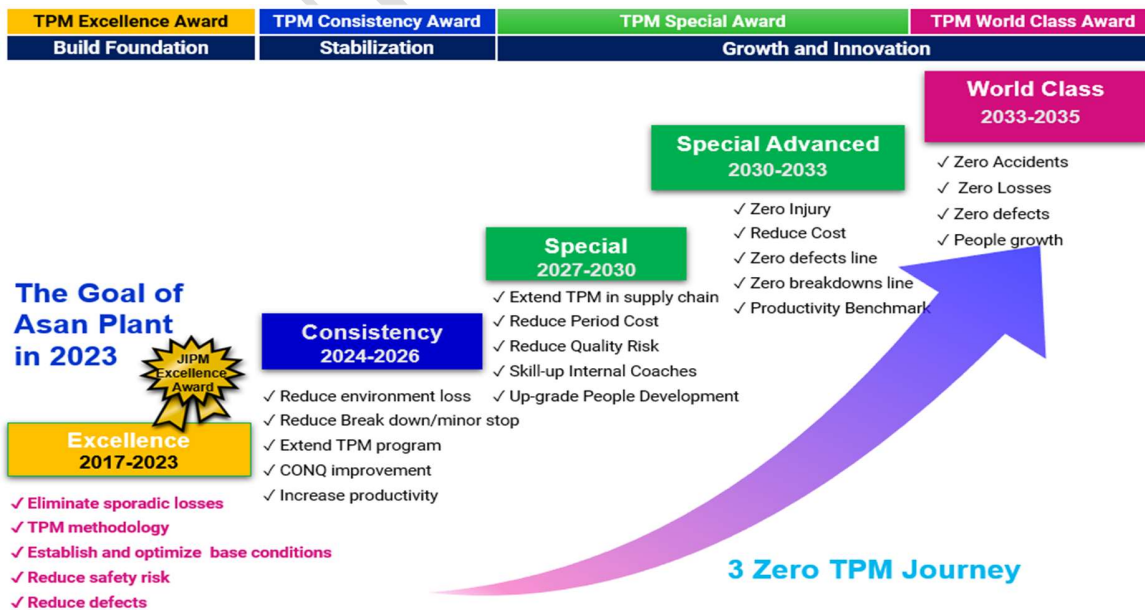 TPM Excellence Award
TPM Consistency Award
TPM Special Award
TPM World Class Award
Build Foundation
Stabilization
Growth and Innovation
World Class
2033-2035
✓ Zero Accidents
✓ Zero Losses
✓ Zero defects
✓ People growth
Special Advanced
2030-2033
✓ Zero Injury
✓ Reduce Cost
✓ Zero defects line
✓ Zero breakdowns line
✓ Productivity Benchmark
Special
2027-2030
✓ Extend TPM in supply chain
✓ Reduce Period Cost
✓ Reduce Quality Risk
✓ Skill-up Internal Coaches
✓ Up-grade People Development
The Goal of
Asan Plant
in 2023
JIPM
Excellence
Award
Consistency
2024-2026
✓ Reduce environment loss
✓ Reduce Break down/minor stop
✓ Extend TPM program
✓ CONQ improvement
✓ Increase productivity
Excellence
2017-2023
✓ Eliminate sporadic losses
✓ TPM methodology
✓ Establish and optimize base conditions
✓ Reduce safety risk
✓ Reduce defects
3 Zero TPM Journey